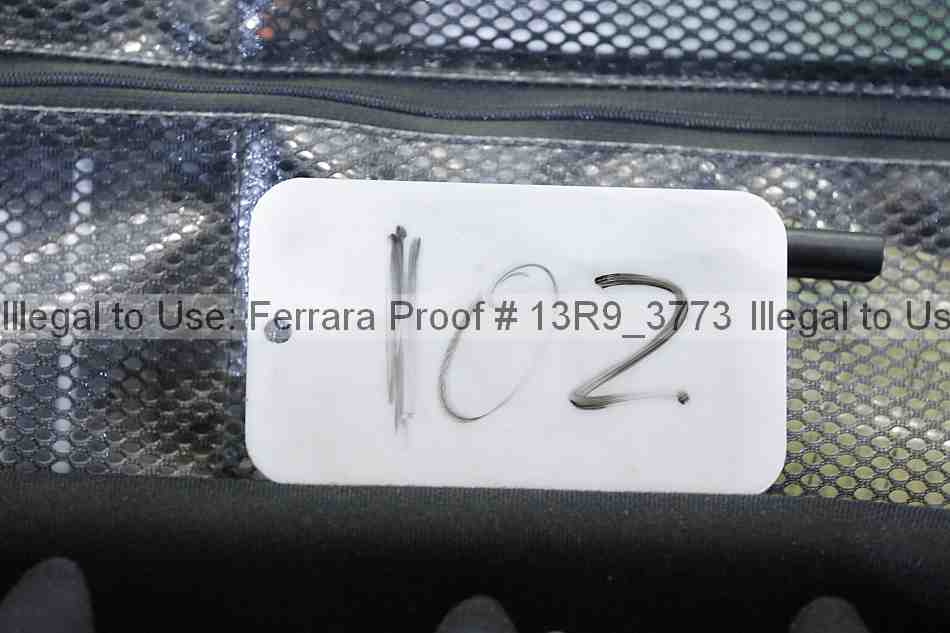 102
Illegal to Use. Ferrara Proof # 13R9_3773 Illegal to Us